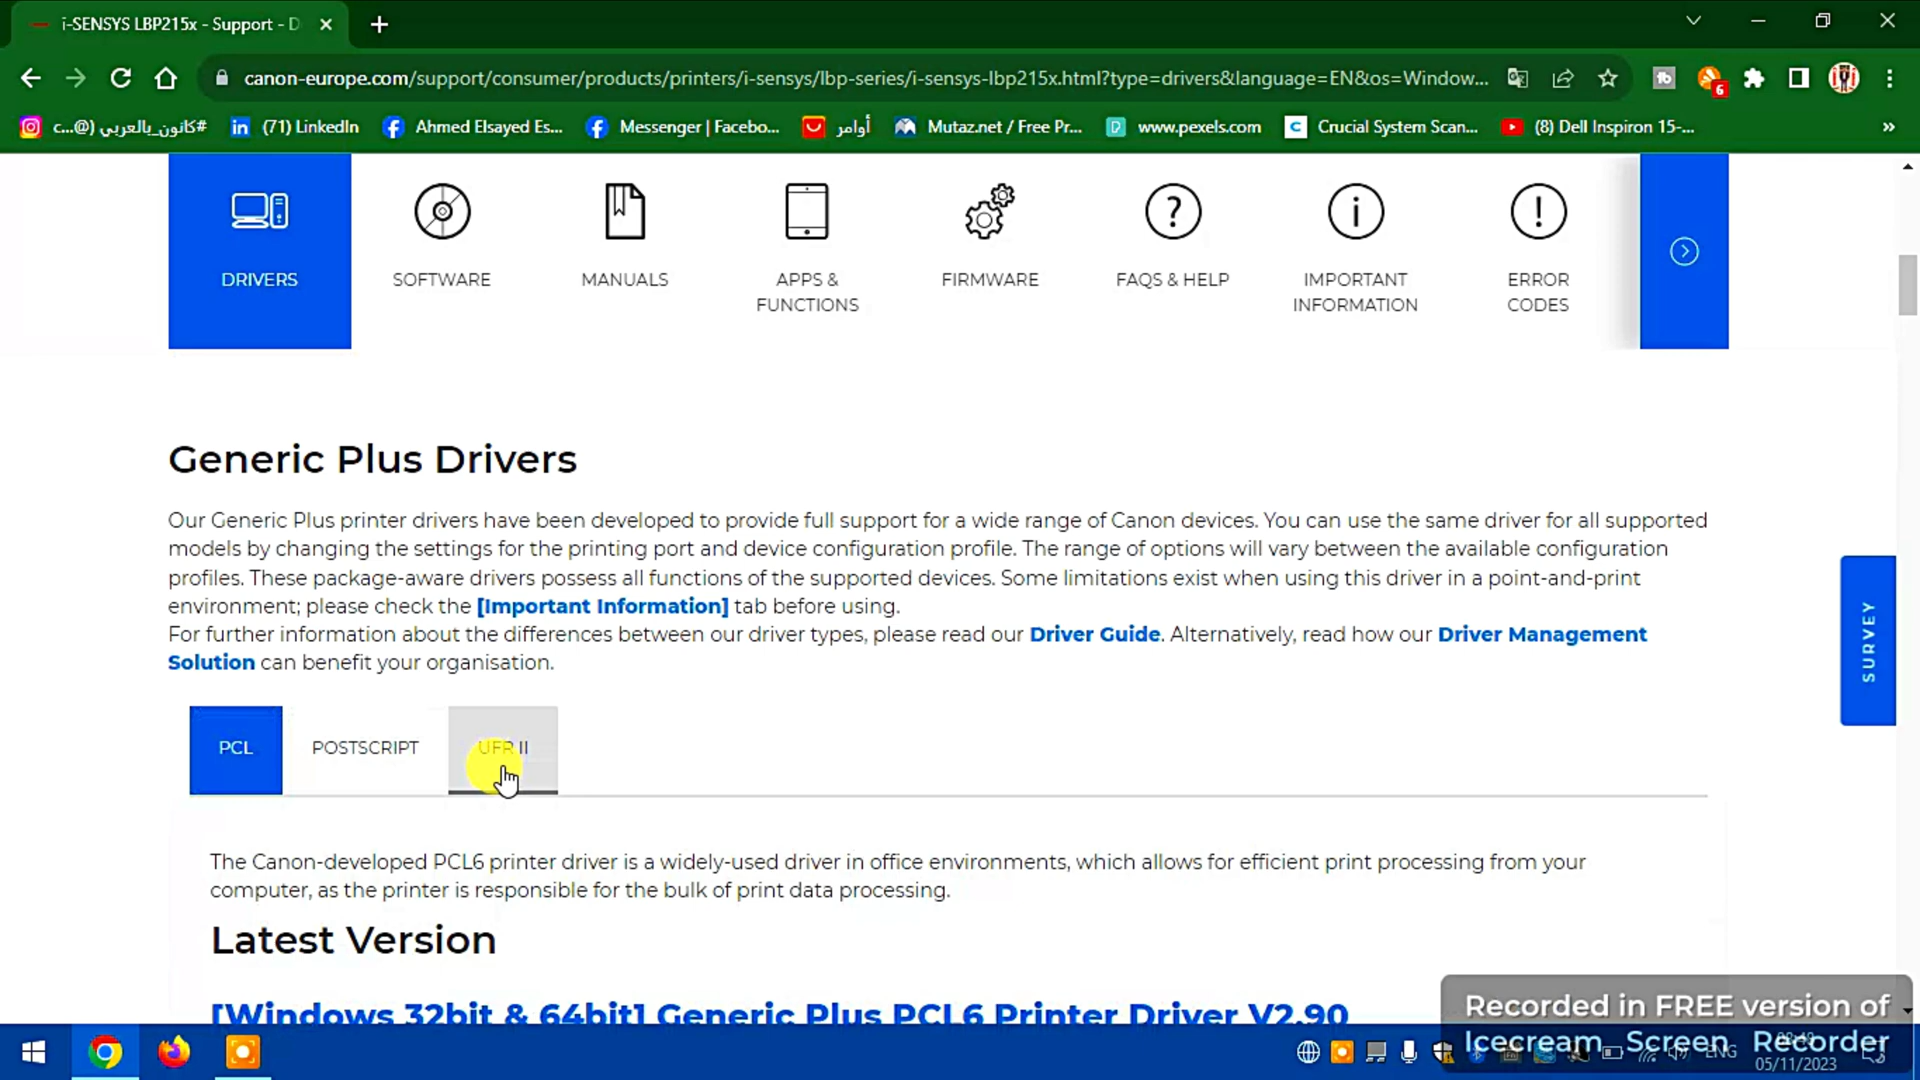 i-SENSYS LBP215x - Support - D
canon-europe.com/support/consumer/products/printers/i-sensys/lbp-series/i-sensys-lbp215x.html?type=drivers&language=EN&os=Window...
6
#كانون_بالعربي (@...c
in (71) LinkedIn
Ahmed Elsayed Es...
Messenger | Facebo...
أوامر
Mutaz.net / Free Pr...
www.pexels.com
Crucial System Scan...
(8) Dell Inspiron 15-...
DRIVERS
SOFTWARE
MANUALS
APPS &
FUNCTIONS
FIRMWARE
FAQS & HELP
IMPORTANT
INFORMATION
ERROR
CODES
Generic Plus Drivers
Our Generic Plus printer drivers have been developed to provide full support for a wide range of Canon devices. You can use the same driver for all supported
models by changing the settings for the printing port and device configuration profile. The range of options will vary between the available configuration
profiles. These package-aware drivers possess all functions of the supported devices. Some limitations exist when using this driver in a point-and-print
environment; please check the [Important Information] tab before using.
For further information about the differences between our driver types, please read our Driver Guide. Alternatively, read how our Driver Management
Solution can benefit your organisation.
SURVEY
PCL
POSTSCRIPT
UFR II
The Canon-developed PCL6 printer driver is a widely-used driver in office environments, which allows for efficient print processing from your
computer, as the printer is responsible for the bulk of print data processing.
Latest Version
[Windows 32bit & 64bit] Generic Plus PCL6 Printer Driver V2.90
Recorded in FREE version of
Icecream Screen Recorder
ENG
05/11/2023